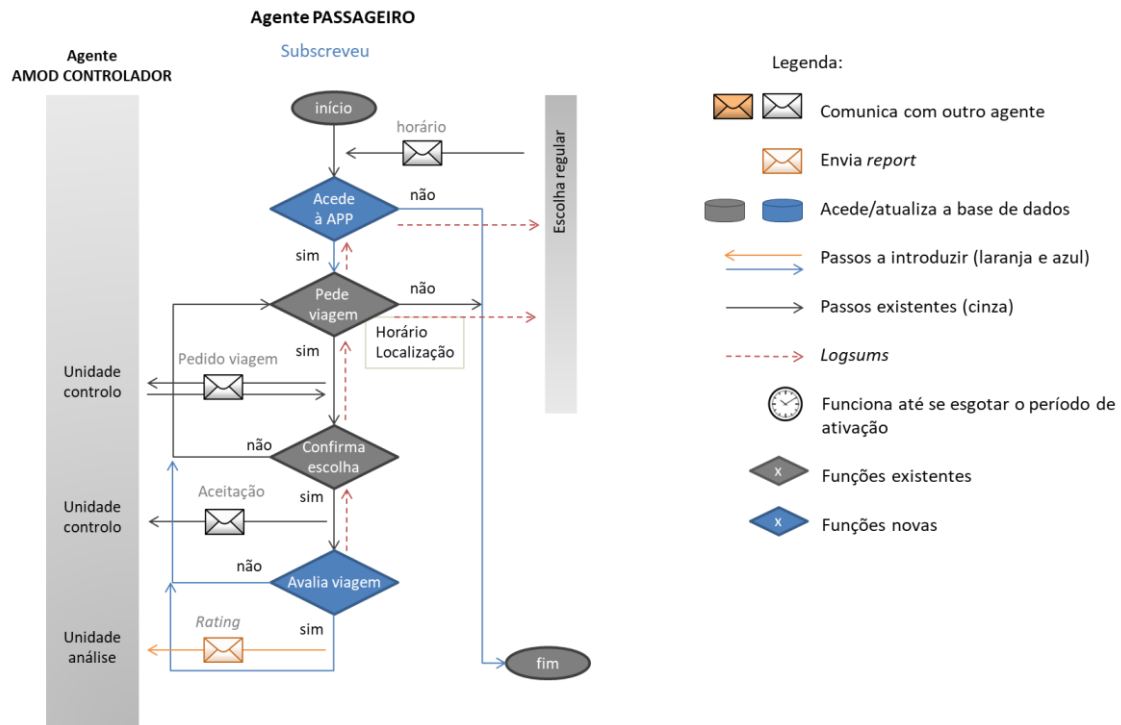 Agente PASSAGEIRO
Subscreveu
Agente
AMOD CONTROLADOR
início
horário
Escolha regular
Acede
à APP
não
sim
Pede
viagem
não
Horário
Localização
sim
Pedido viagem
Unidade
controlo
Confirma
escolha
não
sim
Aceitação
Unidade
controlo
Avalia viagem
não
sim
Rating
Unidade
análise
fim
Legenda:
Comunica com outro agente
Envia report
Acede/atualiza a base de dados
Passos a introduzir (laranja e azul)
Passos existentes (cinza)
Logsums
Funciona até se esgotar o período de
ativação
x
Funções existentes
x
Funções novas